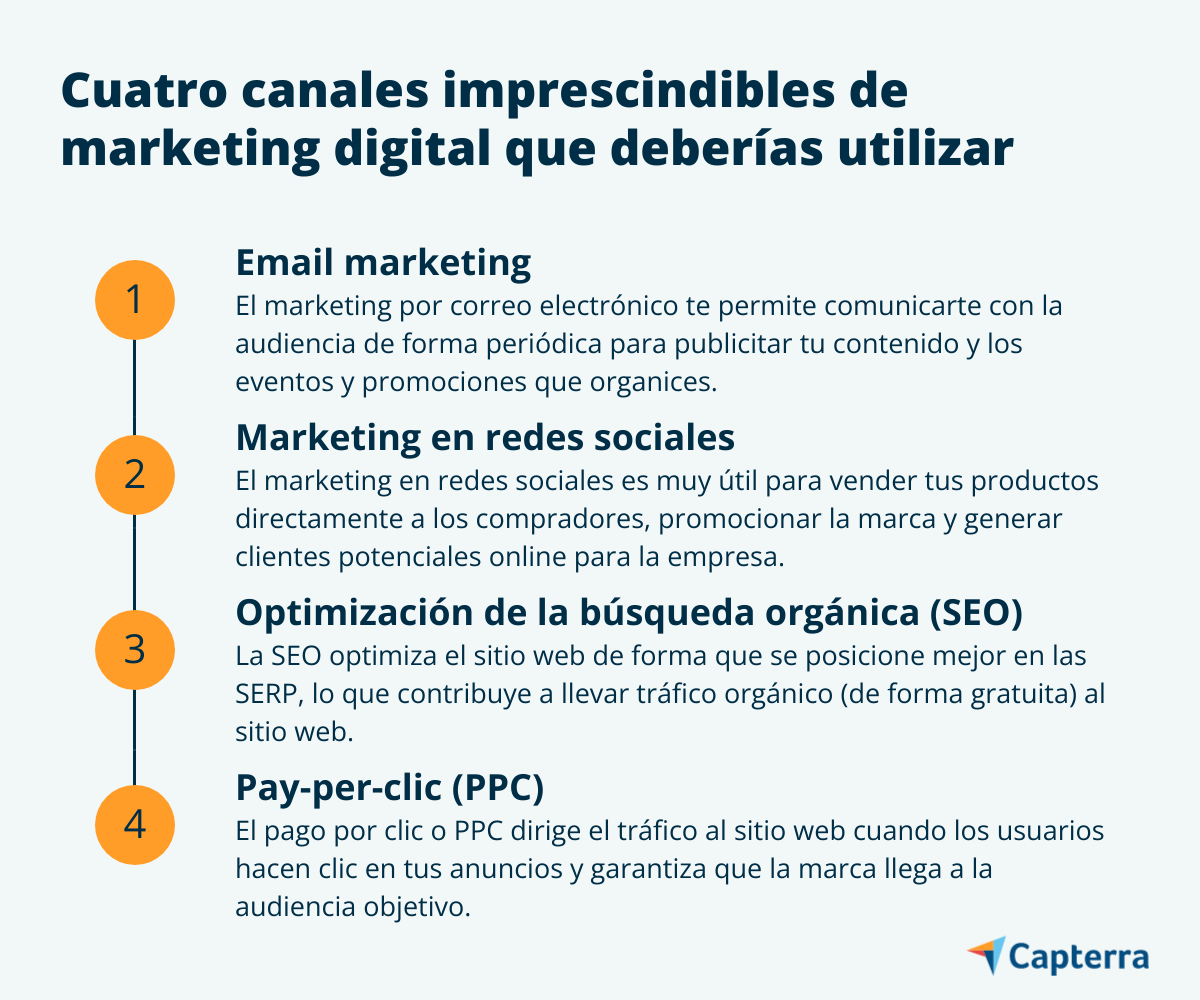 Cuatro canales imprescindibles de
marketing digital que deberías utilizar
1
Email marketing
El marketing por correo electrónico te permite comunicarte con la
audiencia de forma periódica para publicitar tu contenido y los
eventos y promociones que organices.
2
Marketing en redes sociales
El marketing en redes sociales es muy útil para vender tus productos
directamente a los compradores, promocionar la marca y generar
clientes potenciales online para la empresa.
3
Optimización de la búsqueda orgánica (SEO)
La SEO optimiza el sitio web de forma que se posicione mejor en las
SERP, lo que contribuye a llevar tráfico orgánico (de forma gratuita) al
sitio web.
4
Pay-per-clic (PPC)
El pago por clic o PPC dirige el tráfico al sitio web cuando los usuarios
hacen clic en tus anuncios y garantiza que la marca llega a la
audiencia objetivo.
Capterra